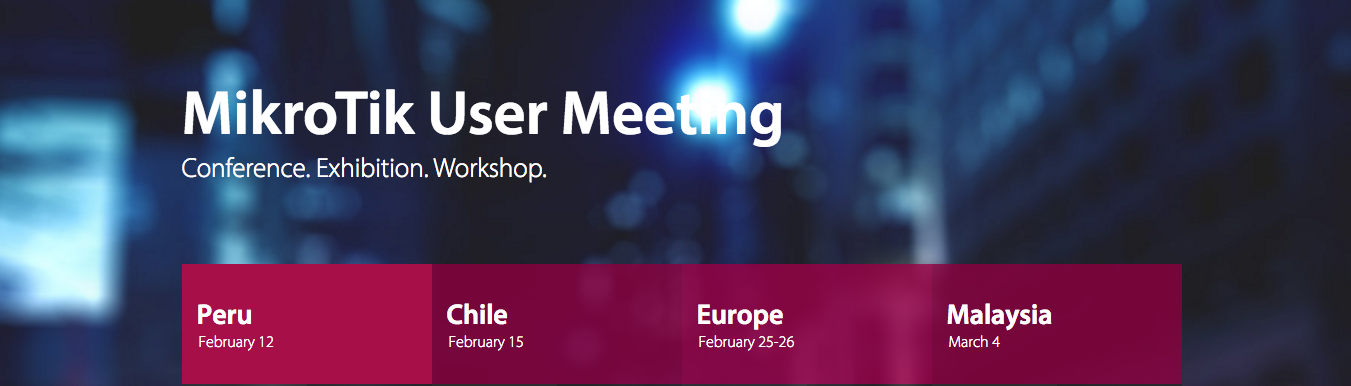 MikroTik User Meeting
Conference. Exhibition. Workshop.
Peru
February 12
Chile
February 15
Europe
February 25-26
Malaysia
March 4